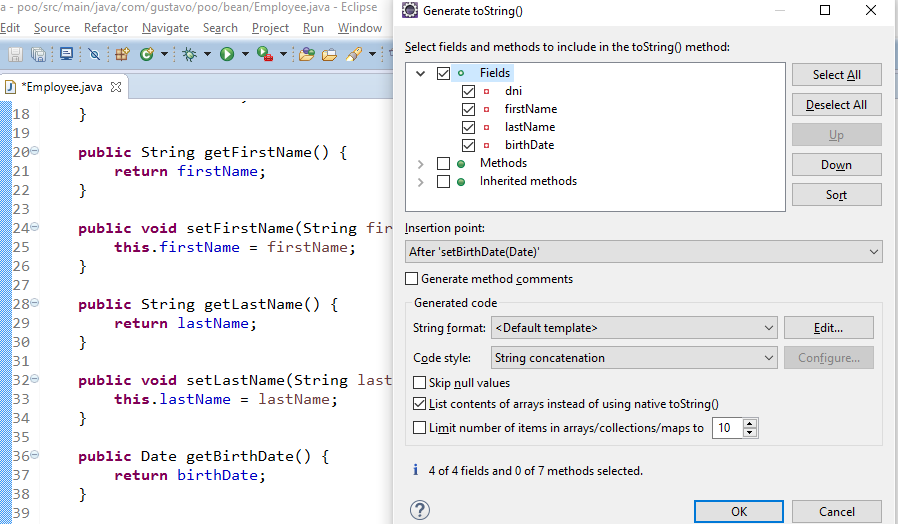 a - poo/src/main/java/com/gustavo/poo/bean/Employee.java - Eclipse
Edit Source Refactor Navigate Search Project Run Window
*Employee.java
18 }
19
20 public String getFirstName() {
21 return firstName;
22 }
23
24 public void setFirstName(String fir
25 this.firstName = firstName;
26 }
27
28 public String getLastName() {
29 return lastName;
30 }
31
32 public void setLastName(String last
33 this.lastName = lastName;
34 }
35
36 public Date getBirthDate() {
37 return birthDate;
38 }
39
Generate toString()
Select fields and methods to include in the toString() method:
Fields
dni
firstName
lastName
birthDate
Methods
Inherited methods
Select All
Deselect All
Up
Down
Sort
Insertion point:
After 'setBirthDate(Date)'
Generate method comments
Generated code
String format: <Default template> Edit...
Code style: String concatenation Configure...
Skip null values
List contents of arrays instead of using native toString()
Limit number of items in arrays/collections/maps to 10
4 of 4 fields and 0 of 7 methods selected.
OK Cancel